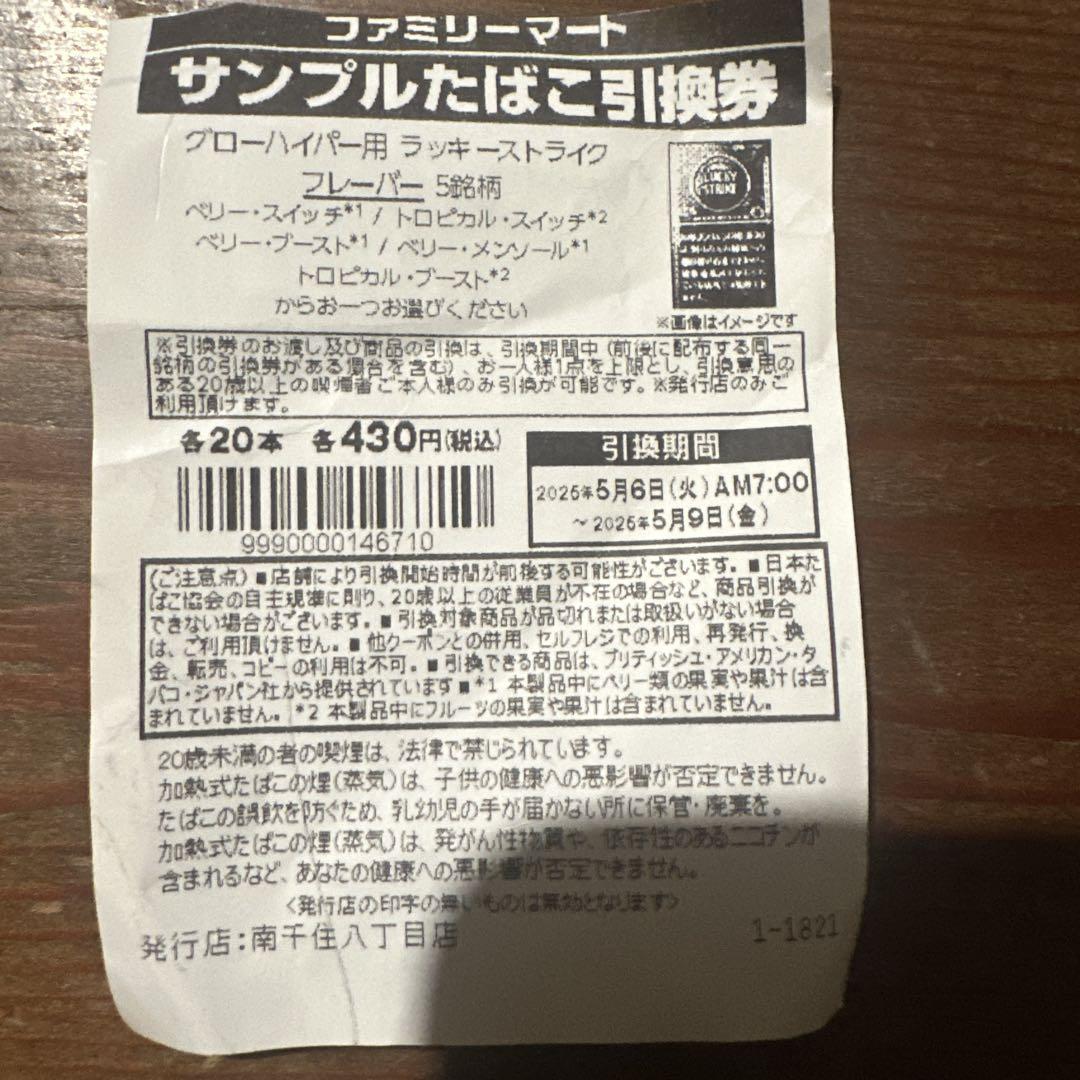 ファミリーマート
サンプルたばこ引換券
グローハイパー用 ラッキーストライク
フレーバー 5銘柄
ベリー・スイッチ*1 / トロピカル・スイッチ*2
ベリー・ブースト*1 / ベリー・メンソール*1
トロピカル・ブースト*2
からお一つお選びください
LUCKY
STRIKE
※画像はイメージです
※引換券のお渡し及び商品の引換は、引換期間中(前後に配布する同一
銘柄の引換券がある場合を含む)、お一人様1点を上限とし、引換意思の
ある20歳以上の喫煙者ご本人様のみ引換が可能です。※発行店のみご
利用頂けます。
各20本 各430円(税込)
9990000146710
引換期間
2025年5月6日(火)AM7:00
~2025年5月9日(金)
(ご注意点)■店舗により引換開始時間が前後する可能性がございます。■日本た
ばこ協会の自主規準に則り、20歳以上の従業員が不在の場合など、商品引換が
できない場合がございます。■引換対象商品が品切れまたは取扱いがない場合
は、ご利用頂けません。■他クーポンとの併用、セルフレジでの利用、再発行、換
金、転売、コピーの利用は不可。■引換できる商品は、ブリティッシュ・アメリカン・タ
バコ・ジャパン社から提供されています■*1 本製品中にベリー類の果実や果汁は含
まれていません。*2 本製品中にフルーツの果実や果汁は含まれていません。
20歳未満の者の喫煙は、法律で禁じられています。
加熱式たばこの煙(蒸気)は、子供の健康への悪影響が否定できません。
たばこの誤飲を防ぐため、乳幼児の手が届かない所に保管・廃棄を。
加熱式たばこの煙(蒸気)は、発がん性物質や、依存性のあるニコチンが
含まれるなど、あなたの健康への悪影響が否定できません。
<発行店の印字の無いものは無効となります>
発行店:南千住八丁目店
1-1821